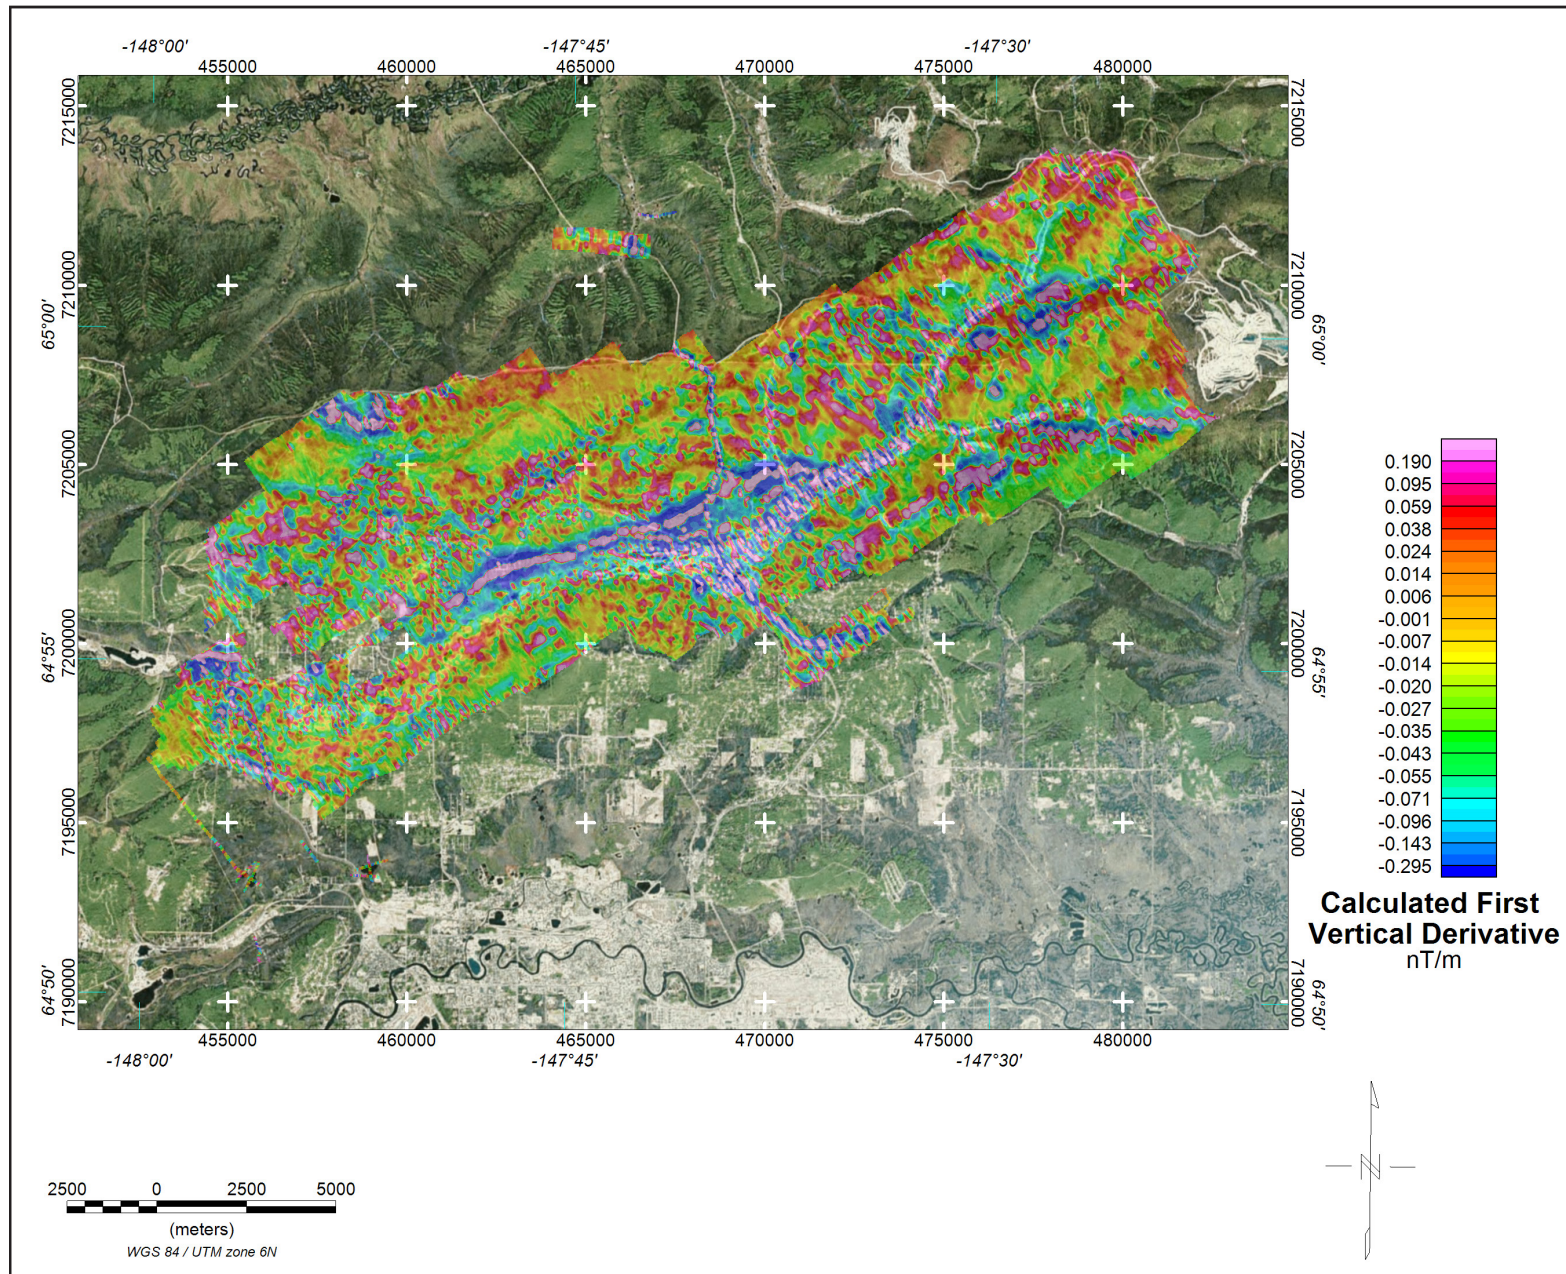 -148°00' -147°45' -147°30'
455000 460000 465000 470000 475000 480000
7215000 7215000
7210000 7210000
65°00' 65°00'
7205000 7205000
7200000 7200000
64°55' 64°55'
7195000 7195000
7190000 7190000
64°50' 64°50'
455000 460000 465000 470000 475000 480000
-148°00' -147°45' -147°30'
0.190
0.095
0.059
0.038
0.024
0.014
0.006
-0.001
-0.007
-0.014
-0.020
-0.027
-0.035
-0.043
-0.055
-0.071
-0.096
-0.143
-0.295
Calculated First
Vertical Derivative
nT/m
2500 0 2500 5000
(meters)
WGS 84 / UTM zone 6N
N